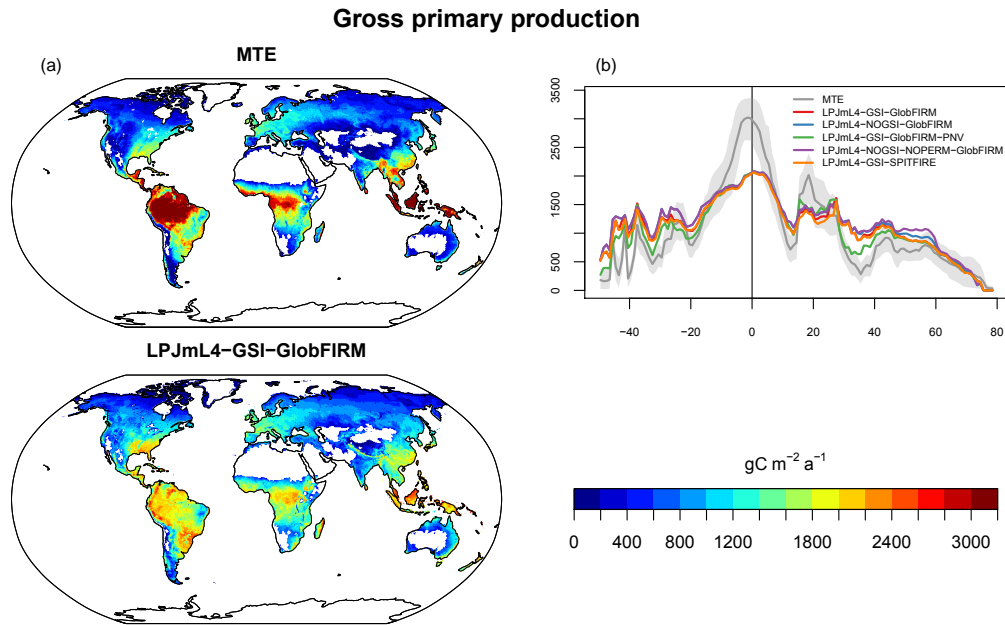 Gross primary production
(a)
MTE
LPJmL4−GSI−GlobFIRM
(b)
3500
2500
1500
500
0
MTE
LPJmL4−GSI−GlobFIRM
LPJmL4−NOGSI−GlobFIRM
LPJmL4−GSI−GlobFIRM−PNV
LPJmL4−NOGSI−NOPERM−GlobFIRM
LPJmL4−GSI−SPITFIRE
−40 −20 0 20 40 60 80
gC m⁻² a⁻¹
0 400 800 1200 1800 2400 3000